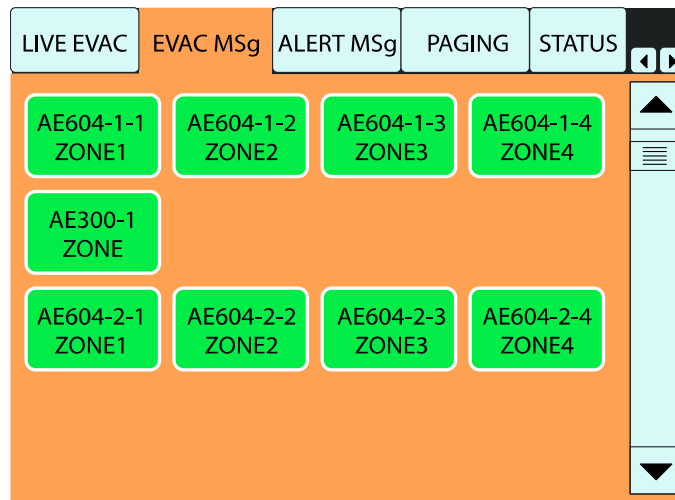 LIVE EVAC EVAC MSg ALERT MSg PAGING STATUS
AE604-1-1 AE604-1-2 AE604-1-3 AE604-1-4
ZONE1 ZONE2 ZONE3 ZONE4
AE300-1
ZONE
AE604-2-1 AE604-2-2 AE604-2-3 AE604-2-4
ZONE1 ZONE2 ZONE3 ZONE4